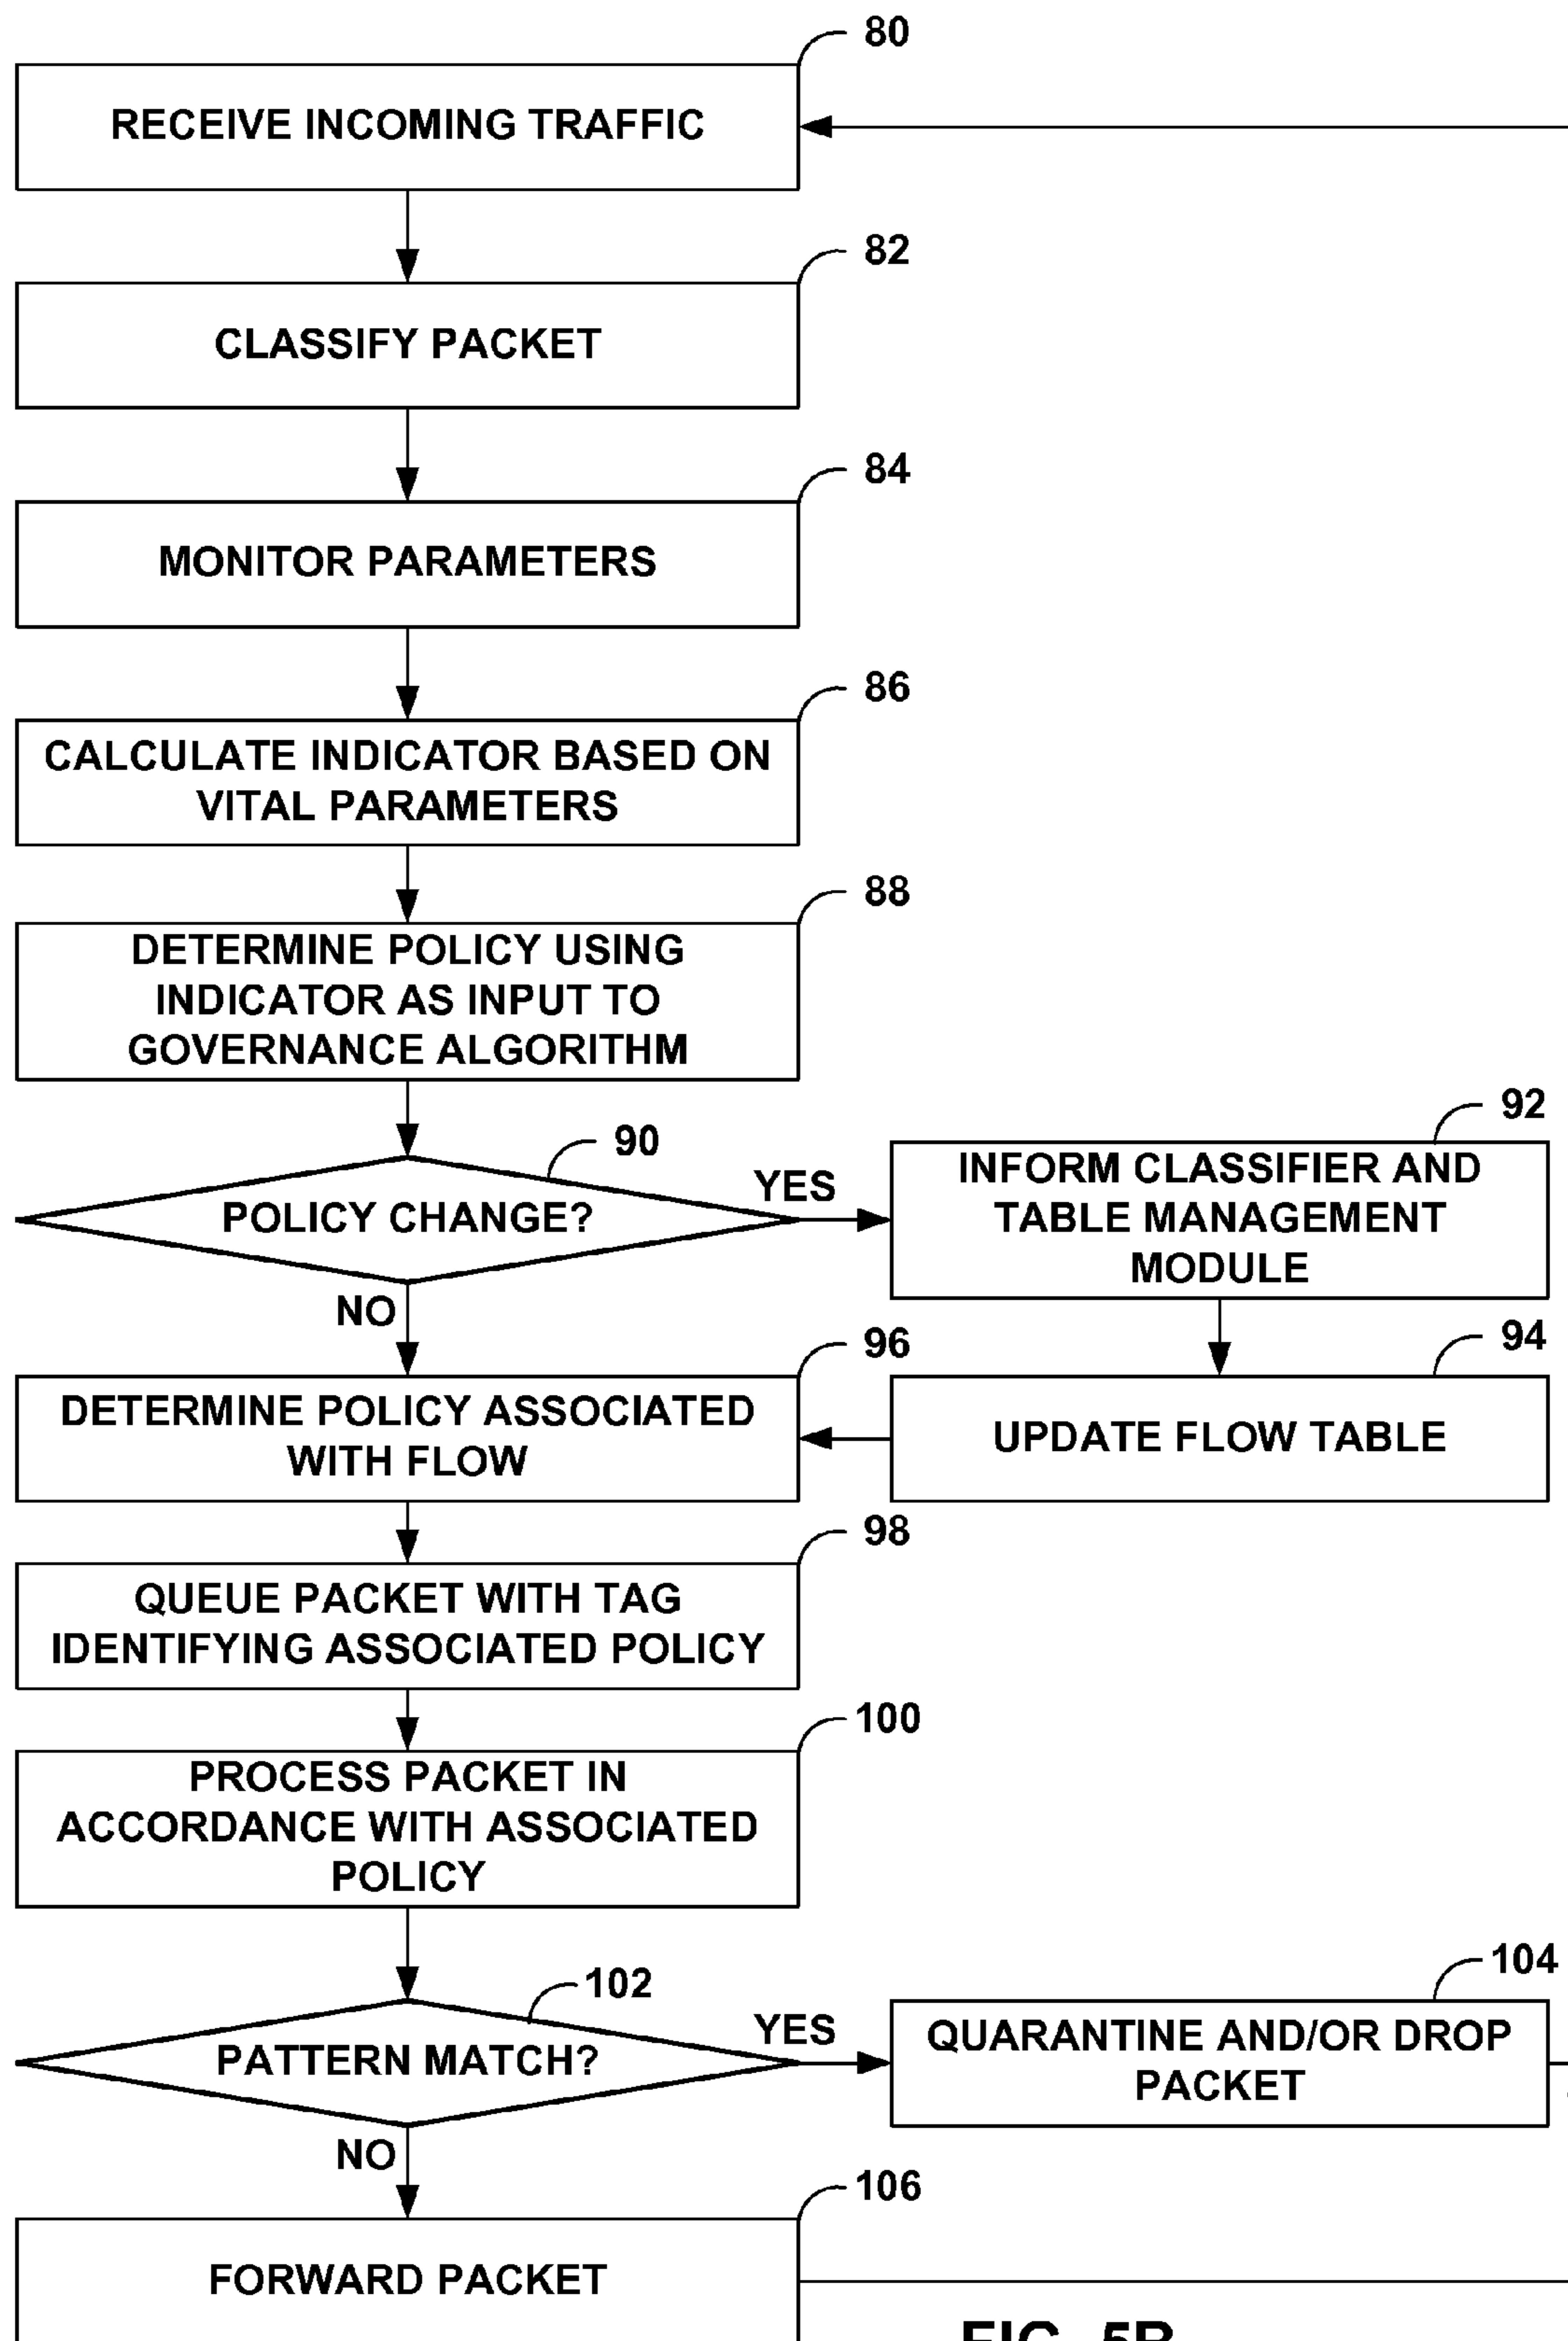 80
RECEIVE INCOMING TRAFFIC
82
CLASSIFY PACKET
84
MONITOR PARAMETERS
86
CALCULATE INDICATOR BASED ON
VITAL PARAMETERS
88
DETERMINE POLICY USING
INDICATOR AS INPUT TO
GOVERNANCE ALGORITHM
90
POLICY CHANGE?
YES
NO
92
INFORM CLASSIFIER AND
TABLE MANAGEMENT
MODULE
94
UPDATE FLOW TABLE
96
DETERMINE POLICY ASSOCIATED
WITH FLOW
98
QUEUE PACKET WITH TAG
IDENTIFYING ASSOCIATED POLICY
100
PROCESS PACKET IN
ACCORDANCE WITH ASSOCIATED
POLICY
102
PATTERN MATCH?
YES
NO
104
QUARANTINE AND/OR DROP
PACKET
106
FORWARD PACKET
FIG. 5B